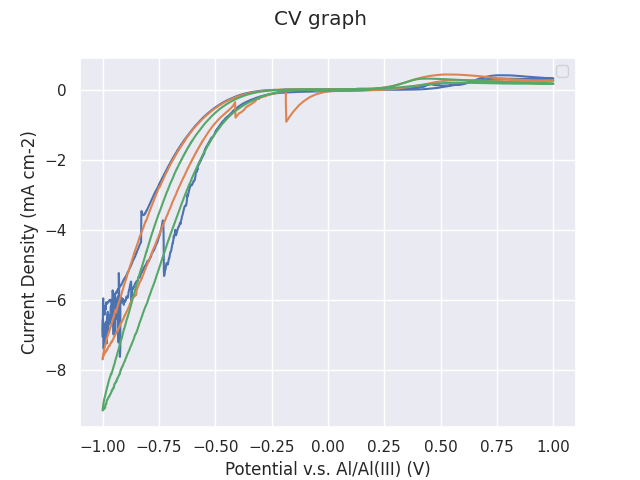 CV graph
Current Density (mA cm-2)
0
−2
−4
−6
−8
−1.00 −0.75 −0.50 −0.25 0.00 0.25 0.50 0.75 1.00
Potential v.s. Al/Al(III) (V)